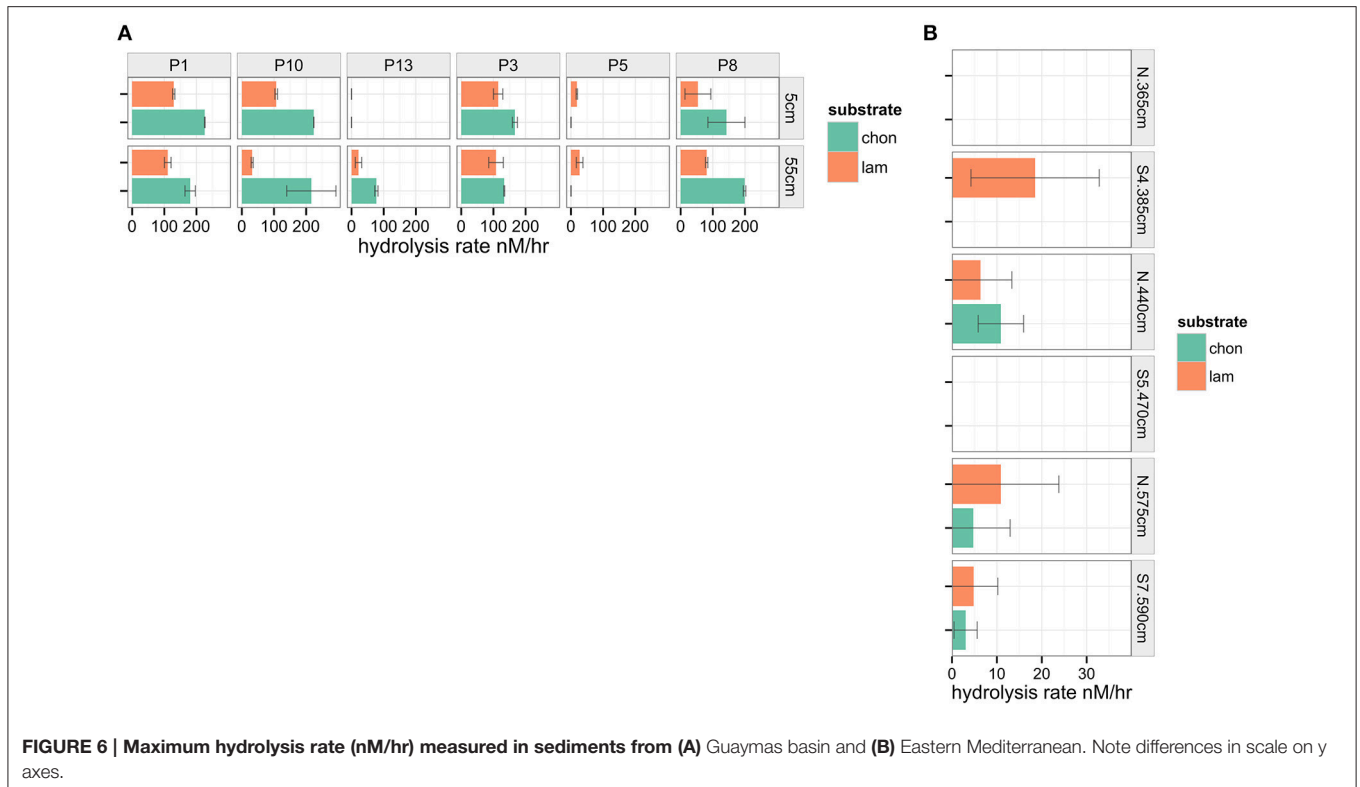 A
P1 P10 P13 P3 P5 P8
5cm
55cm
0 100 200 0 100 200 0 100 200 0 100 200 0 100 200 0 100 200
hydrolysis rate nM/hr
substrate
chon
lam
B
N.365cm
S4.385cm
N.440cm
S5.470cm
N.575cm
S7.590cm
0 10 20 30
hydrolysis rate nM/hr
substrate
chon
lam
FIGURE 6 | Maximum hydrolysis rate (nM/hr) measured in sediments from (A) Guaymas basin and (B) Eastern Mediterranean. Note differences in scale on y
axes.